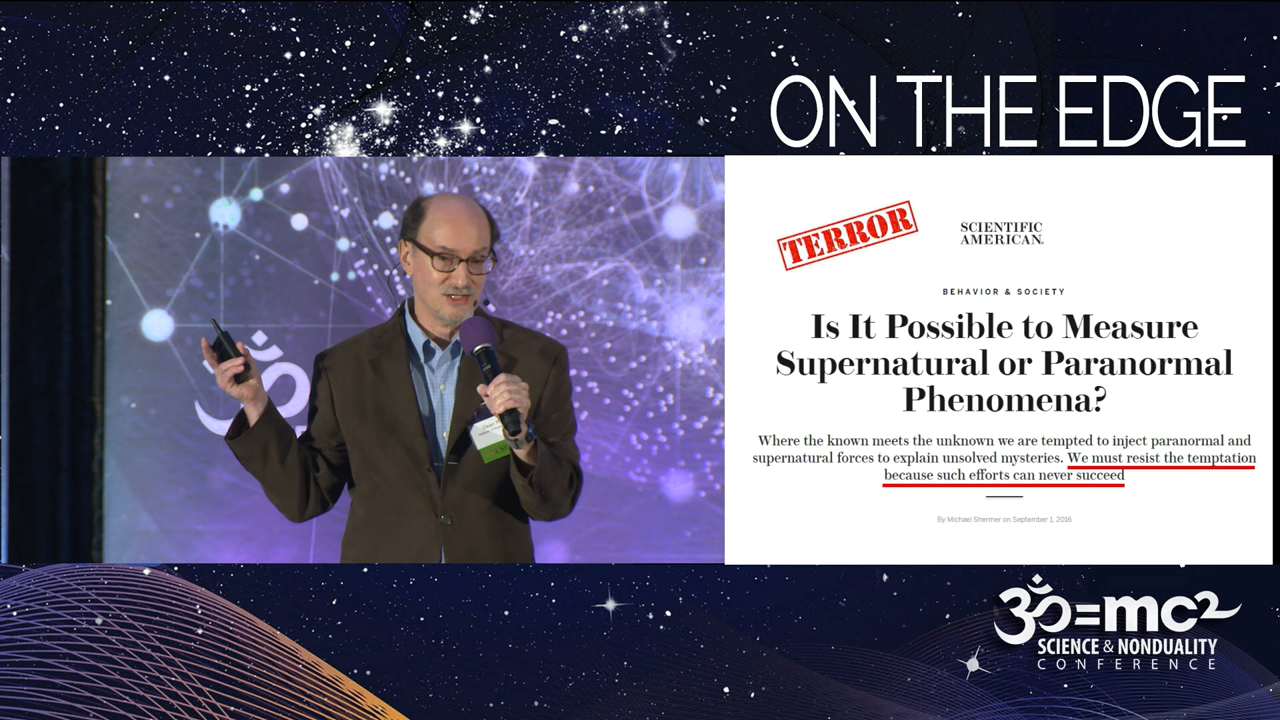 ON THE EDGE
TERROR
SCIENTIFIC
AMERICAN
BEHAVIOR & SOCIETY
Is It Possible to Measure
Supernatural or Paranormal
Phenomena?
Where the known meets the unknown we are tempted to inject paranormal and
supernatural forces to explain unsolved mysteries. We must resist the temptation
because such efforts can never succeed
By Michael Shermer on September 1, 2016
ॐ
ॐ=mc2
SCIENCE & NONDUALITY
CONFERENCE